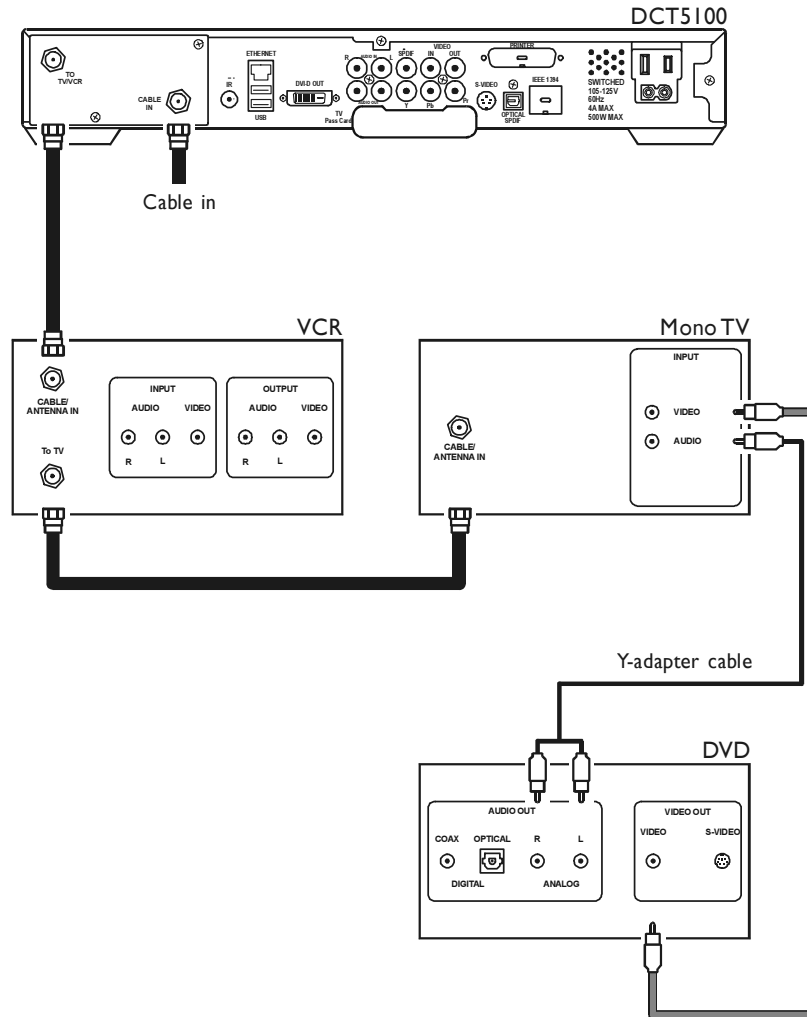 DCT5100
TO
TV/VCR
CABLE
IN
ETHERNET
USB
IR
DVI-D OUT
TV
Pass Card
R
AUDIO IN
L
SPDIF
VIDEO
IN
OUT
AUDIO OUT
Y
Pb
Pr
PRINTER
S-VIDEO
OPTICAL
SPDIF
IEEE 1394
SWITCHED
105-125V
60Hz
4A MAX
500W MAX
Cable in
VCR
CABLE/
ANTENNA IN
To TV
INPUT
AUDIO VIDEO
R L
OUTPUT
AUDIO VIDEO
R L
Mono TV
CABLE/
ANTENNA IN
INPUT
VIDEO
AUDIO
Y-adapter cable
DVD
AUDIO OUT
COAX OPTICAL R L
DIGITAL ANALOG
VIDEO OUT
VIDEO S-VIDEO